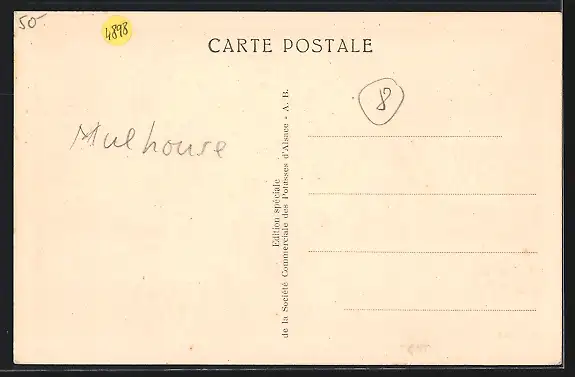 50-
4898
CARTE POSTALE
8
Mulhouse
Edition spéciale
de la Société Commerciale des Potasses d'Alsace - A. B.